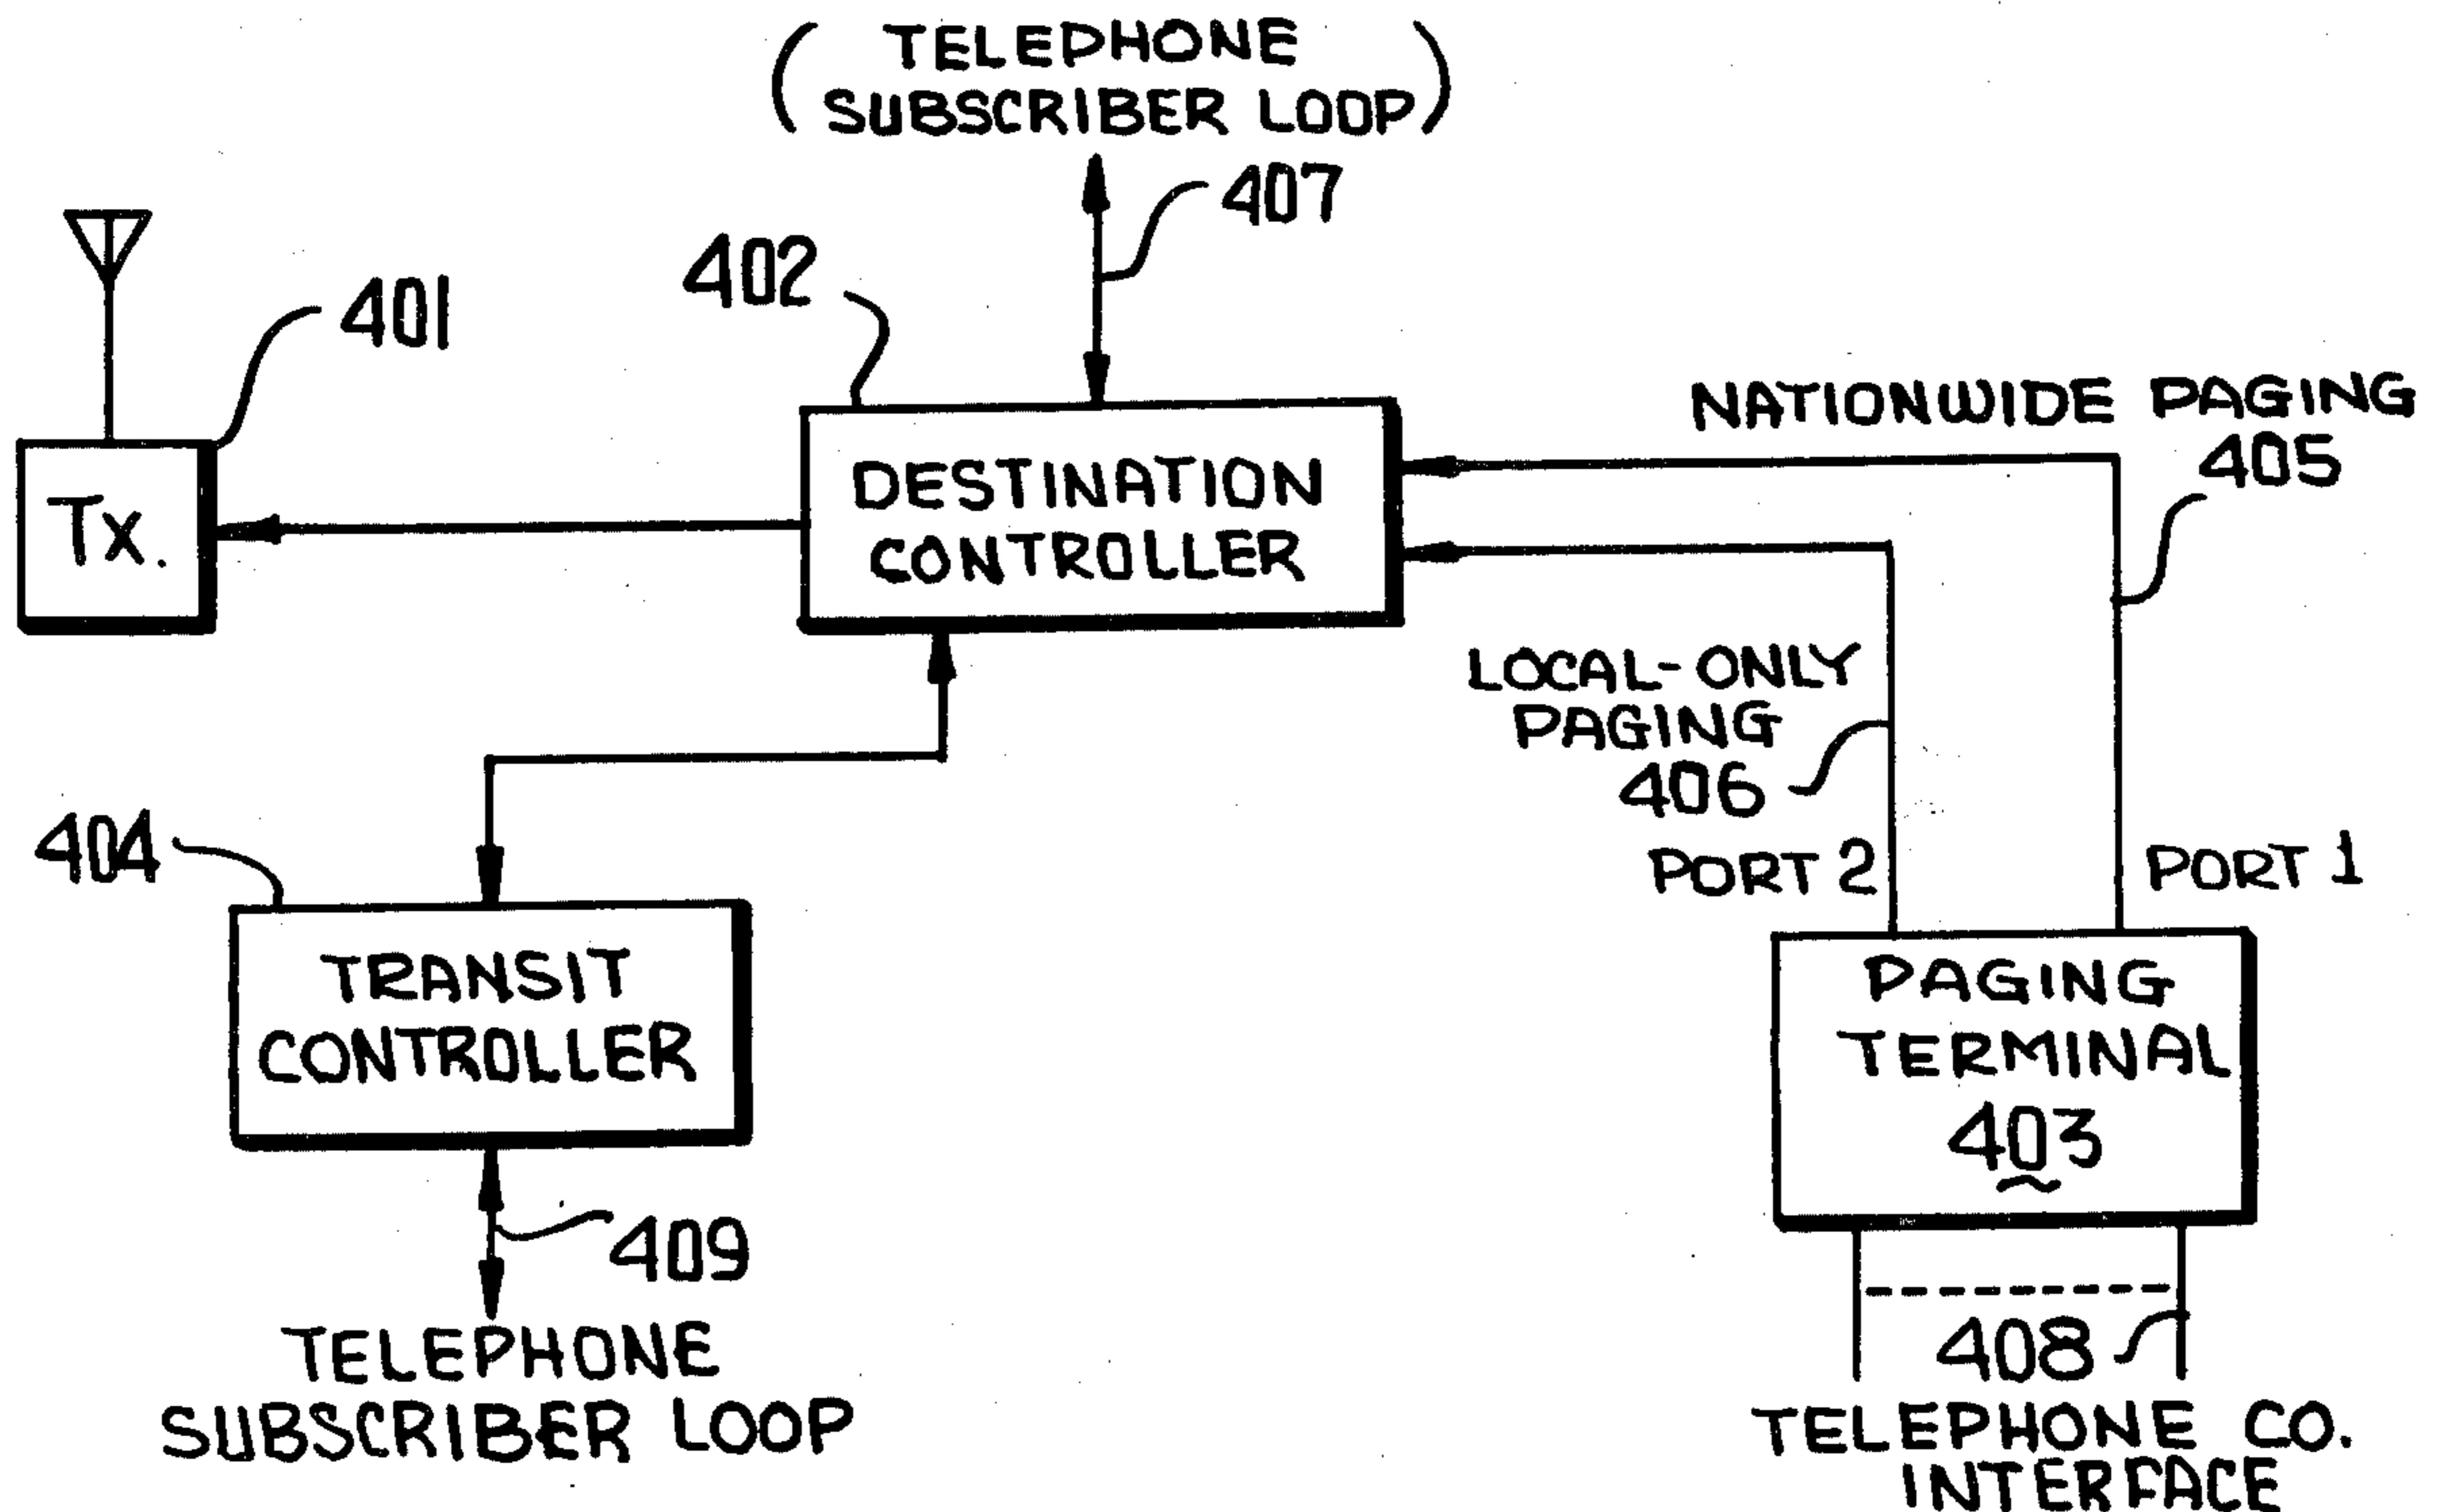 ( TELEPHONE
SUBSCRIBER LOOP )
407
402
401
NATIONWIDE PAGING
405
Tx.
DESTINATION
CONTROLLER
LOCAL-ONLY
PAGING
406
404
PORT 2
PORT 1
TRANSIT
CONTROLLER
PAGING
TERMINAL
403
409
408
TELEPHONE
SUBSCRIBER LOOP
TELEPHONE CO.
INTERFACE